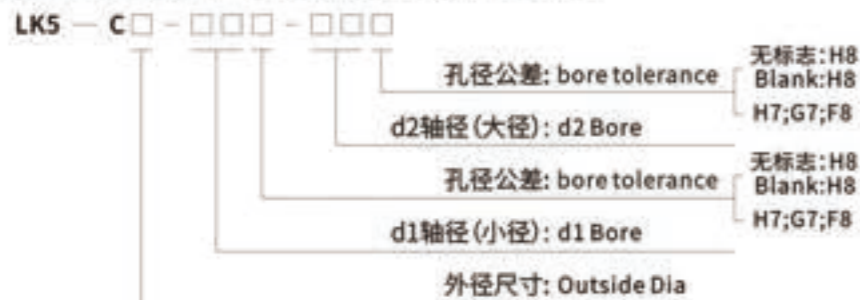 LK5 — C□ - □□□ - □□□
无标志:H8
孔径公差: bore tolerance
Blank:H8
H7;G7;F8
d2轴径(大径): d2 Bore
无标志:H8
孔径公差: bore tolerance
Blank:H8
H7;G7;F8
d1轴径(小径): d1 Bore
外径尺寸: Outside Dia